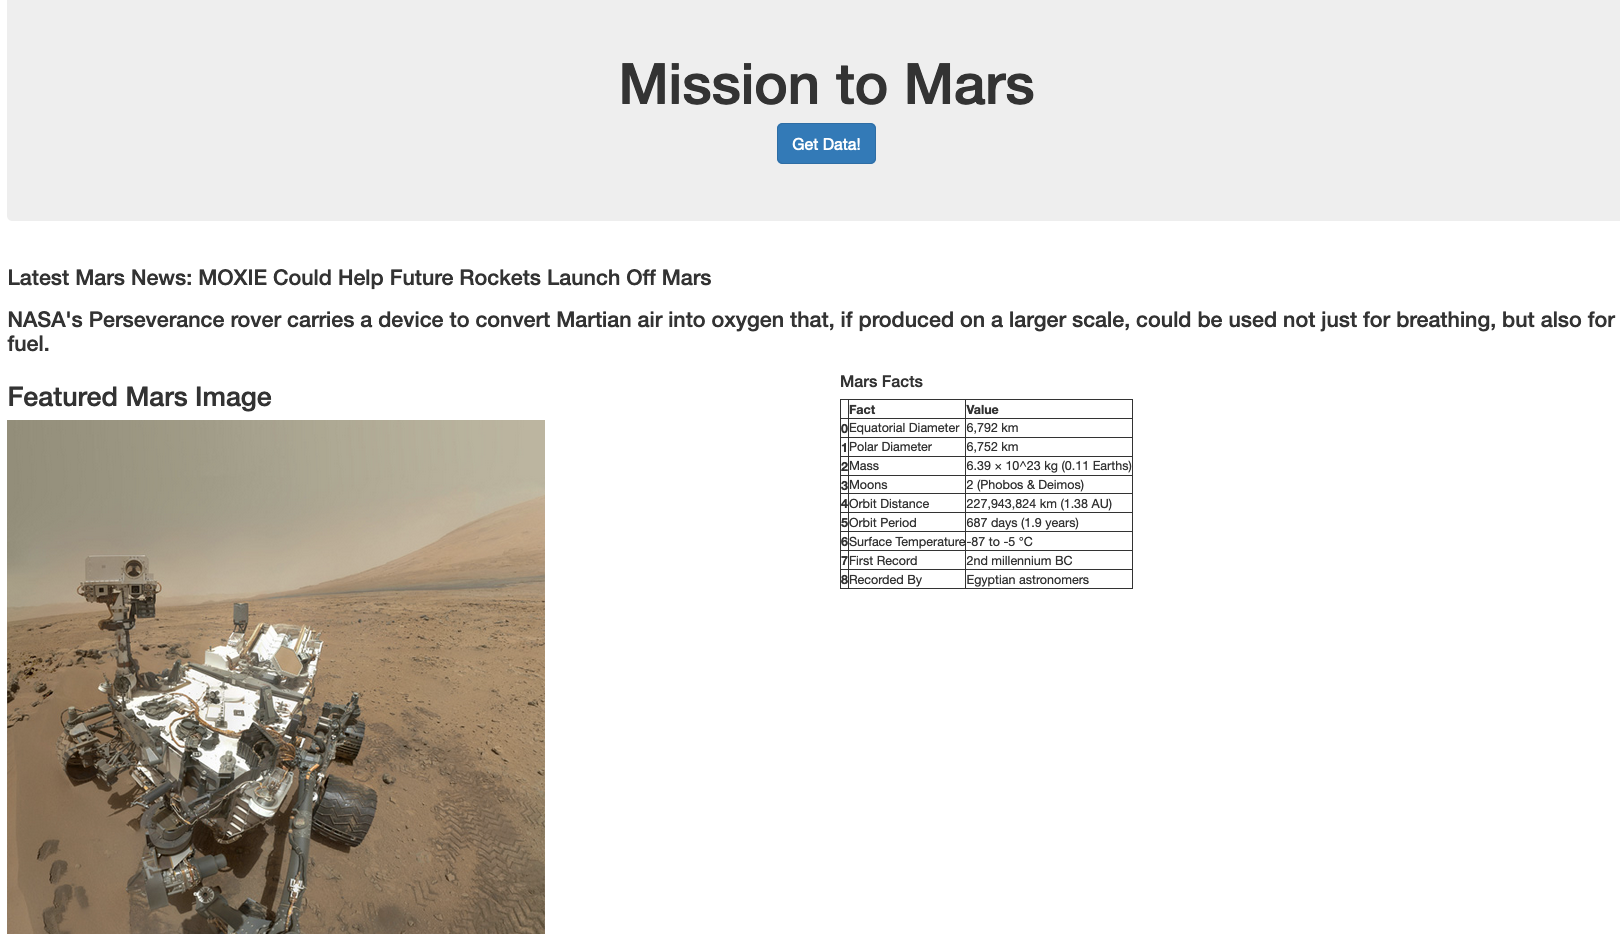 Mission to Mars
Get Data!
Latest Mars News: MOXIE Could Help Future Rockets Launch Off Mars
NASA's Perseverance rover carries a device to convert Martian air into oxygen that, if produced on a larger scale, could be used not just for breathing, but also for
fuel.
Featured Mars Image
Mars Facts
Fact Value
0 Equatorial Diameter 6,792 km
1 Polar Diameter 6,752 km
2 Mass 6.39 × 10^23 kg (0.11 Earths)
3 Moons 2 (Phobos & Deimos)
4 Orbit Distance 227,943,824 km (1.38 AU)
5 Orbit Period 687 days (1.9 years)
6 Surface Temperature -87 to -5 °C
7 First Record 2nd millennium BC
8 Recorded By Egyptian astronomers